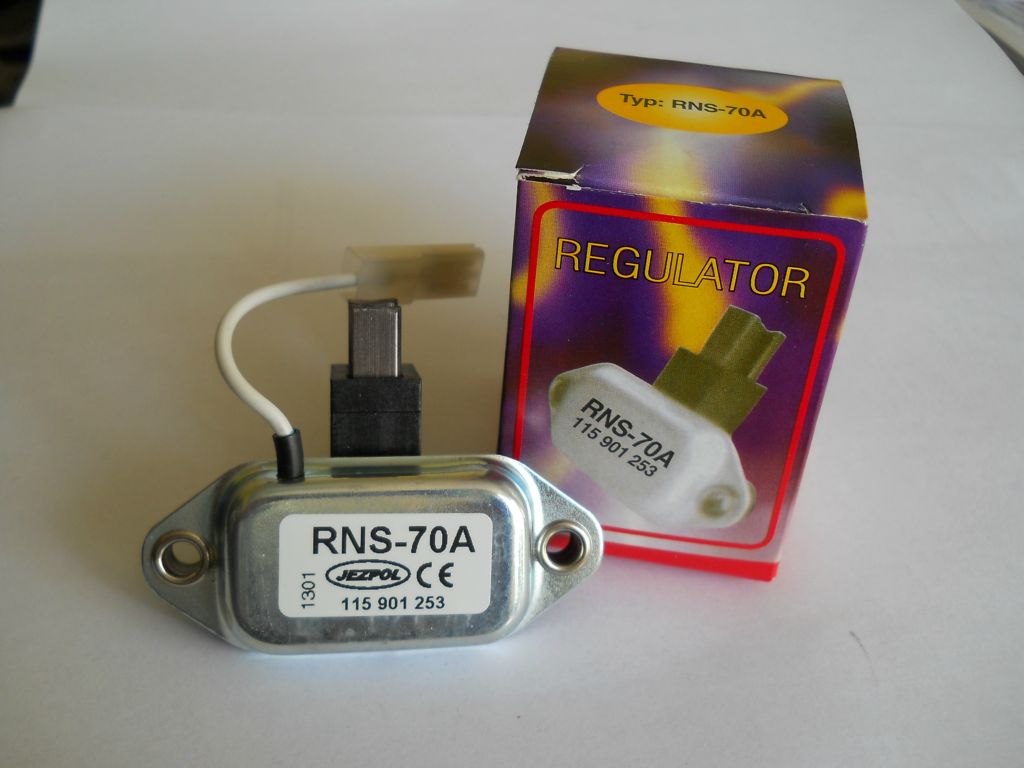 Typ: RNS-70A
REGULATOR
RNS-70A
115 901 253
RNS-70A
1301
JEZPOL CE
115 901 253